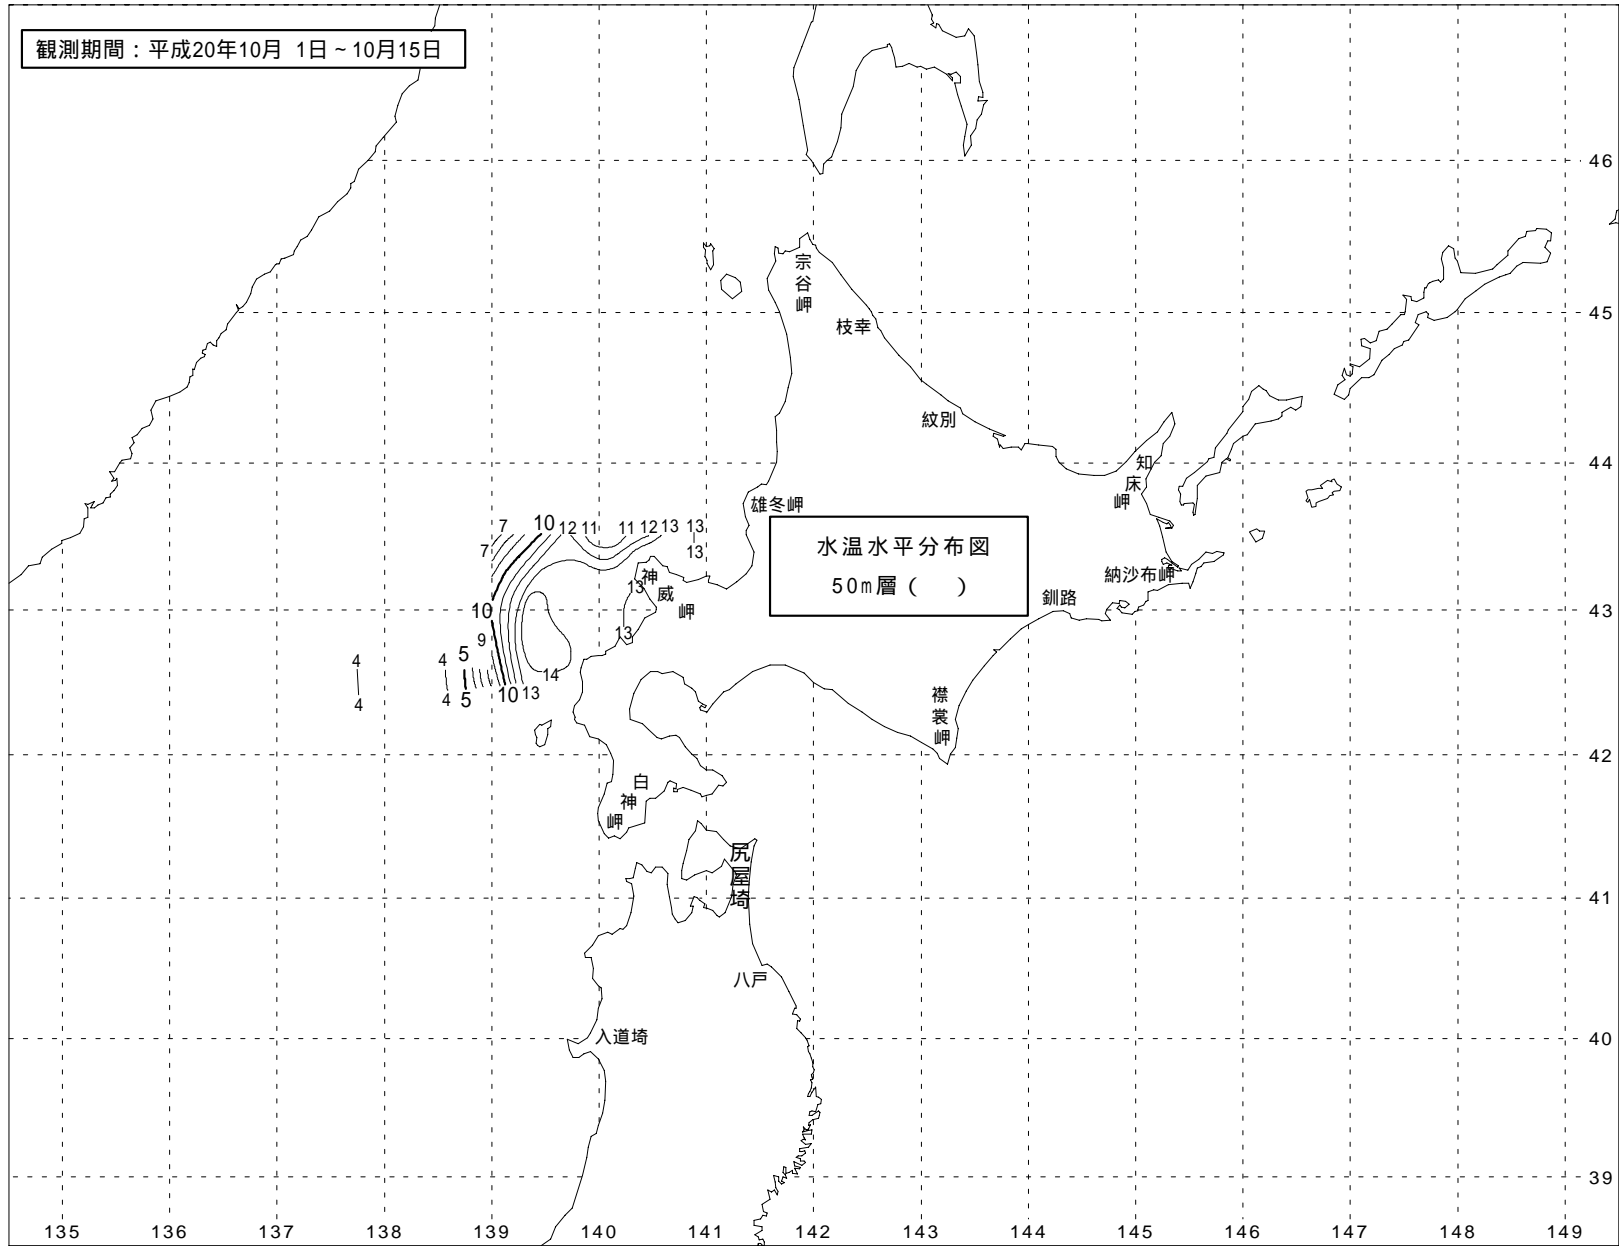 観測期間：平成20年10月 1日～10月15日
46
宗谷岬
45
枝幸
紋別
44
知床岬
雄冬岬
7 10 12 11 11 12 13 13
7
13
水温水平分布図
50m層（　）
納沙布岬
神威岬
13
釧路
10
43
9
13
4 4 5
14
4 4 5 10 13
襟裳岬
42
白神岬
尻屋埼
41
八戸
入道埼
40
39
135 136 137 138 139 140 141 142 143 144 145 146 147 148 149